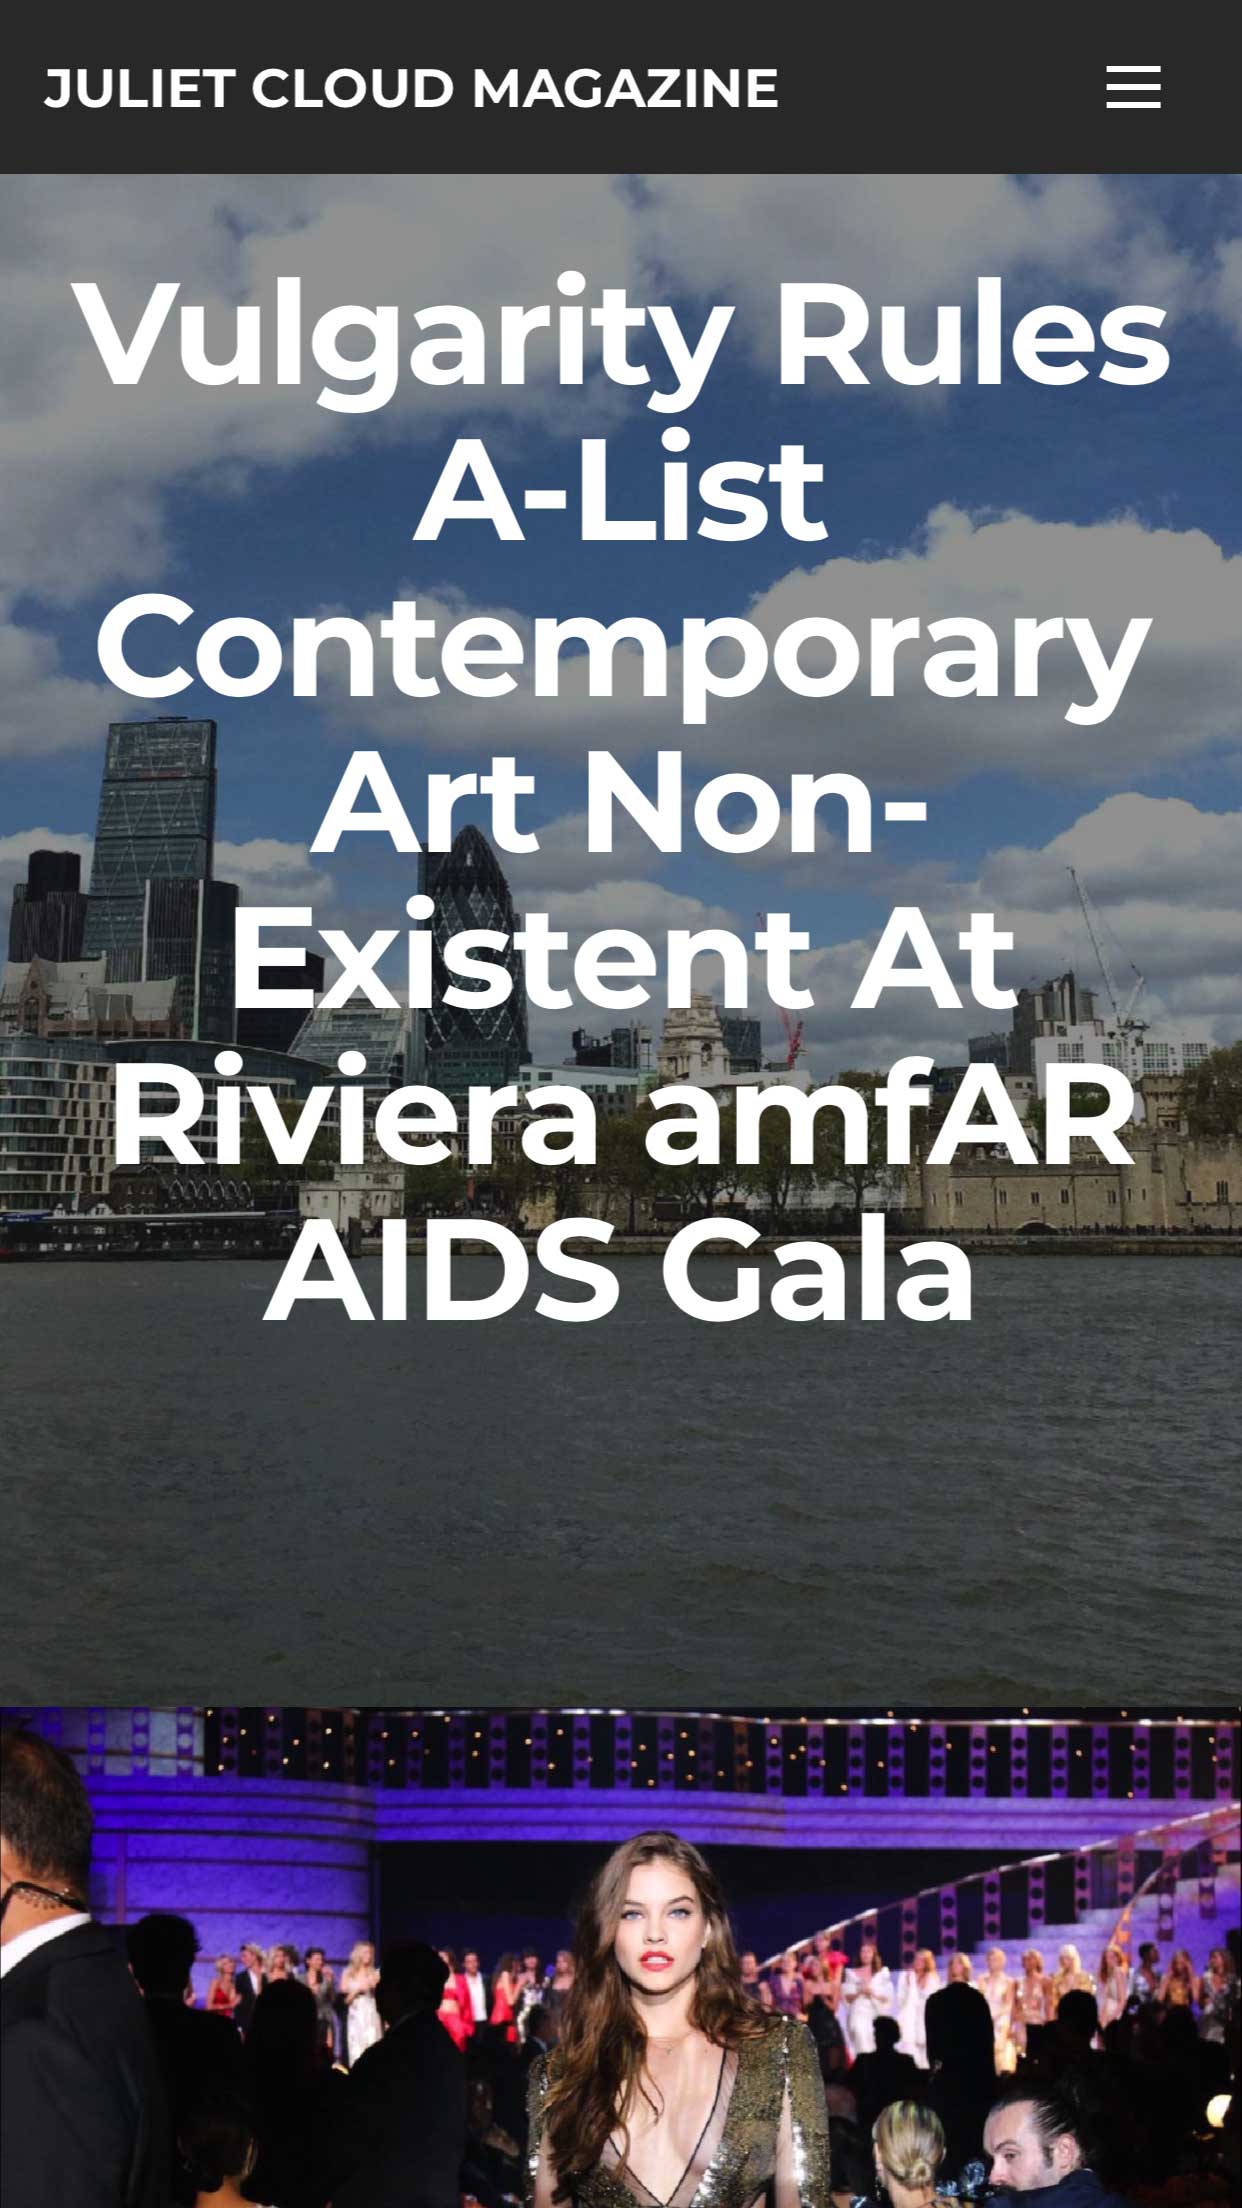 JULIET CLOUD MAGAZINE
Vulgarity Rules
A-List
Contemporary
Art Non-
Existent At
Riviera amfAR
AIDS Gala